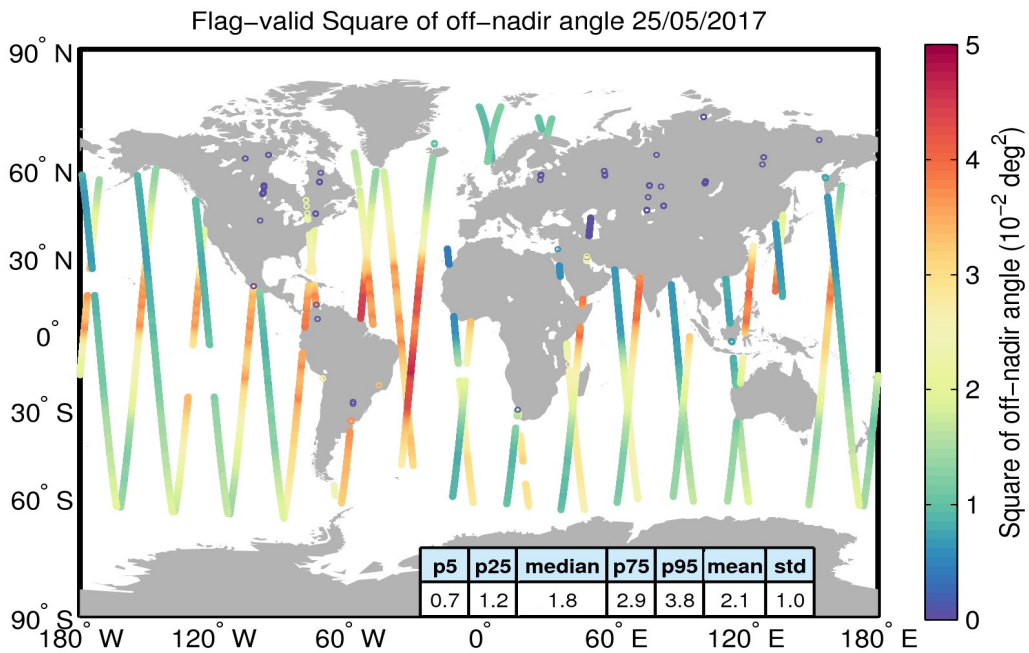 Flag−valid Square of off−nadir angle 25/05/2017
90° N
60° N
30° N
0°
30° S
60° S
90° S
180° W 120° W 60° W 0° 60° E 120° E 180° E
p5 p25 median p75 p95 mean std
0.7 1.2 1.8 2.9 3.8 2.1 1.0
5
4
3
2
1
0
Square of off−nadir angle (10⁻² deg²)